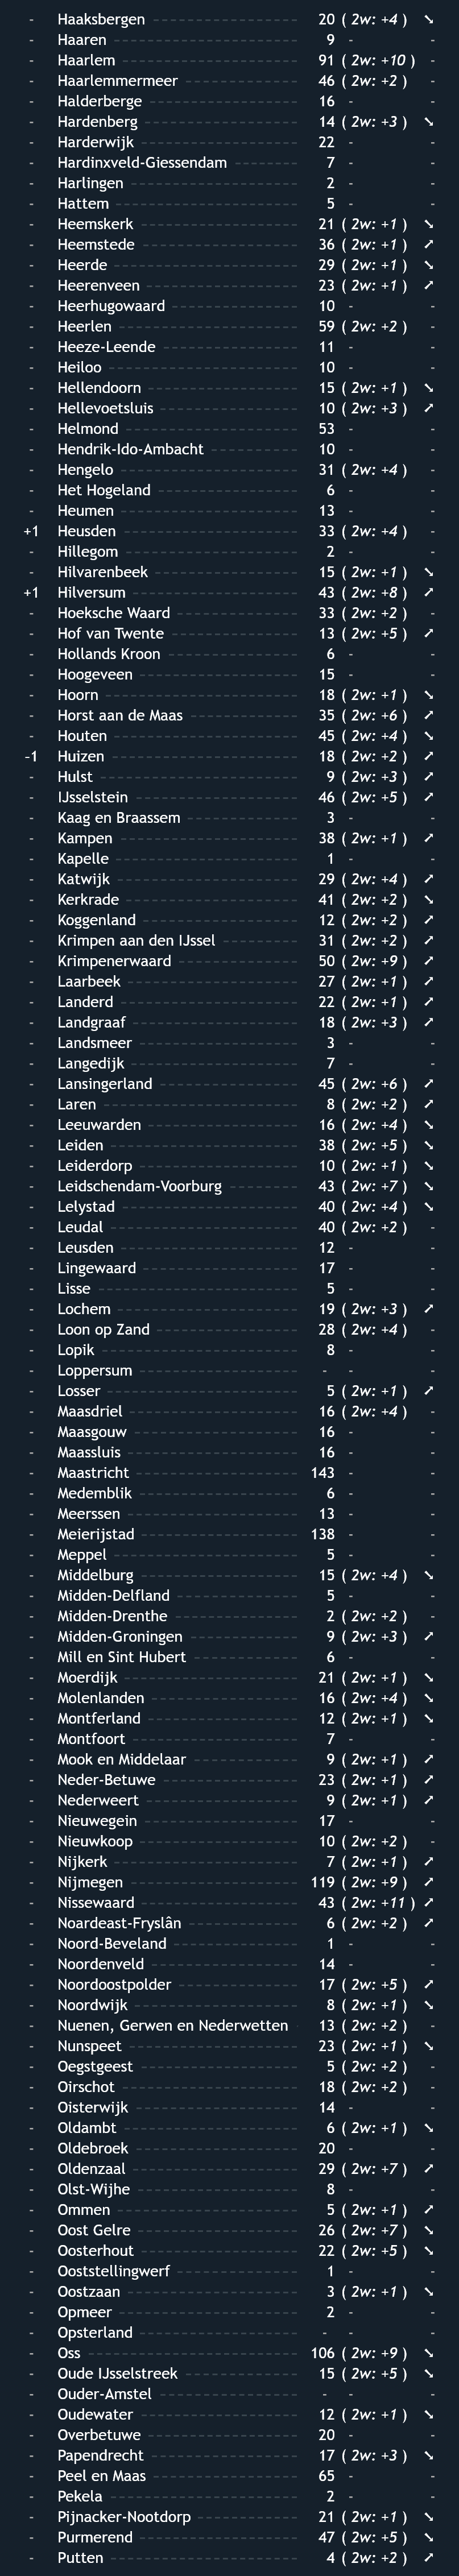 - Haaksbergen 20 ( 2w: +4 ) ↘
- Haaren 9 - -
- Haarlem 91 ( 2w: +10 ) -
- Haarlemmermeer 46 ( 2w: +2 ) -
- Halderberge 16 - -
- Hardenberg 14 ( 2w: +3 ) ↘
- Harderwijk 22 - -
- Hardinxveld-Giessendam 7 - -
- Harlingen 2 - -
- Hattem 5 - -
- Heemskerk 21 ( 2w: +1 ) ↘
- Heemstede 36 ( 2w: +1 ) ↗
- Heerde 29 ( 2w: +1 ) ↘
- Heerenveen 23 ( 2w: +1 ) ↗
- Heerhugowaard 10 - -
- Heerlen 59 ( 2w: +2 ) -
- Heeze-Leende 11 - -
- Heiloo 10 - -
- Hellendoorn 15 ( 2w: +1 ) ↘
- Hellevoetsluis 10 ( 2w: +3 ) ↗
- Helmond 53 - -
- Hendrik-Ido-Ambacht 10 - -
- Hengelo 31 ( 2w: +4 ) -
- Het Hogeland 6 - -
- Heumen 13 - -
+1 Heusden 33 ( 2w: +4 ) -
- Hillegom 2 - -
- Hilvarenbeek 15 ( 2w: +1 ) ↘
+1 Hilversum 43 ( 2w: +8 ) ↗
- Hoeksche Waard 33 ( 2w: +2 ) -
- Hof van Twente 13 ( 2w: +5 ) ↗
- Hollands Kroon 6 - -
- Hoogeveen 15 - -
- Hoorn 18 ( 2w: +1 ) ↘
- Horst aan de Maas 35 ( 2w: +6 ) ↗
- Houten 45 ( 2w: +4 ) ↘
-1 Huizen 18 ( 2w: +2 ) ↗
- Hulst 9 ( 2w: +3 ) ↗
- IJsselstein 46 ( 2w: +5 ) ↗
- Kaag en Braassem 3 - -
- Kampen 38 ( 2w: +1 ) ↗
- Kapelle 1 - -
- Katwijk 29 ( 2w: +4 ) ↗
- Kerkrade 41 ( 2w: +2 ) ↘
- Koggenland 12 ( 2w: +2 ) ↗
- Krimpen aan den IJssel 31 ( 2w: +2 ) ↗
- Krimpenerwaard 50 ( 2w: +9 ) ↗
- Laarbeek 27 ( 2w: +1 ) ↗
- Landerd 22 ( 2w: +1 ) ↗
- Landgraaf 18 ( 2w: +3 ) ↗
- Landsmeer 3 - -
- Langedijk 7 - -
- Lansingerland 45 ( 2w: +6 ) ↗
- Laren 8 ( 2w: +2 ) ↗
- Leeuwarden 16 ( 2w: +4 ) ↘
- Leiden 38 ( 2w: +5 ) ↘
- Leiderdorp 10 ( 2w: +1 ) ↘
- Leidschendam-Voorburg 43 ( 2w: +7 ) ↘
- Lelystad 40 ( 2w: +4 ) ↘
- Leudal 40 ( 2w: +2 ) -
- Leusden 12 - -
- Lingewaard 17 - -
- Lisse 5 - -
- Lochem 19 ( 2w: +3 ) ↗
- Loon op Zand 28 ( 2w: +4 ) -
- Lopik 8 - -
- Loppersum - - -
- Losser 5 ( 2w: +1 ) ↗
- Maasdriel 16 ( 2w: +4 ) -
- Maasgouw 16 - -
- Maassluis 16 - -
- Maastricht 143 - -
- Medemblik 6 - -
- Meerssen 13 - -
- Meierijstad 138 - -
- Meppel 5 - -
- Middelburg 15 ( 2w: +4 ) ↘
- Midden-Delfland 5 - -
- Midden-Drenthe 2 ( 2w: +2 ) -
- Midden-Groningen 9 ( 2w: +3 ) ↗
- Mill en Sint Hubert 6 - -
- Moerdijk 21 ( 2w: +1 ) ↘
- Molenlanden 16 ( 2w: +4 ) ↘
- Montferland 12 ( 2w: +1 ) ↘
- Montfoort 7 - -
- Mook en Middelaar 9 ( 2w: +1 ) ↗
- Neder-Betuwe 23 ( 2w: +1 ) ↗
- Nederweert 9 ( 2w: +1 ) ↗
- Nieuwegein 17 - -
- Nieuwkoop 10 ( 2w: +2 ) -
- Nijkerk 7 ( 2w: +1 ) ↗
- Nijmegen 119 ( 2w: +9 ) ↗
- Nissewaard 43 ( 2w: +11 ) ↗
- Noardeast-Fryslân 6 ( 2w: +2 ) ↗
- Noord-Beveland 1 - -
- Noordenveld 14 - -
- Noordoostpolder 17 ( 2w: +5 ) ↗
- Noordwijk 8 ( 2w: +1 ) ↘
- Nuenen, Gerwen en Nederwetten 13 ( 2w: +2 ) -
- Nunspeet 23 ( 2w: +1 ) ↘
- Oegstgeest 5 ( 2w: +2 ) -
- Oirschot 18 ( 2w: +2 ) -
- Oisterwijk 14 - -
- Oldambt 6 ( 2w: +1 ) ↘
- Oldebroek 20 - -
- Oldenzaal 29 ( 2w: +7 ) ↗
- Olst-Wijhe 8 - -
- Ommen 5 ( 2w: +1 ) ↗
- Oost Gelre 26 ( 2w: +7 ) ↘
- Oosterhout 22 ( 2w: +5 ) ↘
- Ooststellingwerf 1 - -
- Oostzaan 3 ( 2w: +1 ) ↘
- Opmeer 2 - -
- Opsterland - - -
- Oss 106 ( 2w: +9 ) ↘
- Oude IJsselstreek 15 ( 2w: +5 ) ↘
- Ouder-Amstel - - -
- Oudewater 12 ( 2w: +1 ) ↘
- Overbetuwe 20 - -
- Papendrecht 17 ( 2w: +3 ) ↘
- Peel en Maas 65 - -
- Pekela 2 - -
- Pijnacker-Nootdorp 21 ( 2w: +1 ) ↘
- Purmerend 47 ( 2w: +5 ) ↘
- Putten 4 ( 2w: +2 ) ↗